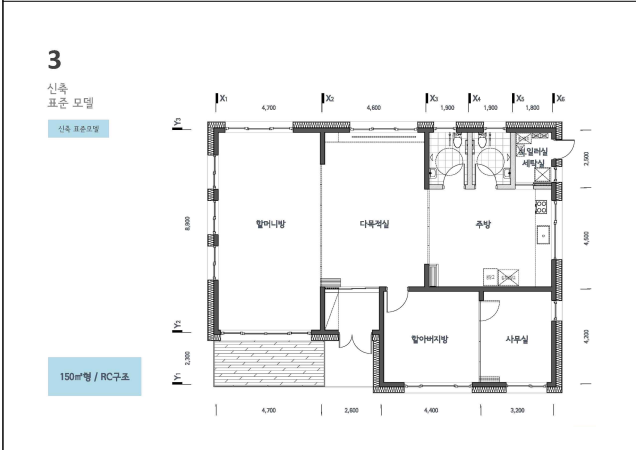 3
신축
표준 모델
신축 표준모델
X1
X2
X3
X4
X5
X6
4,700
4,600
1,900
1,900
1,800
Y3
보일러실
세탁실
2,500
8,900
할머니방
다목적실
주방
4,500
Y2
할아버지방
사무실
4,200
2,300
Y1
150㎡형 / RC구조
4,700
2,600
4,400
3,200